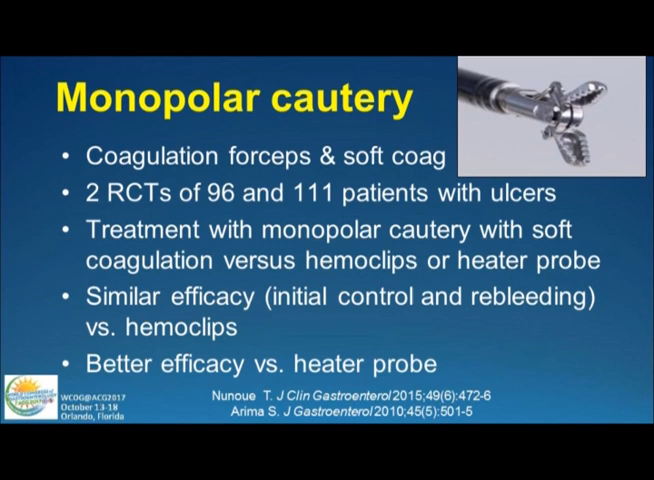 Monopolar cautery
• Coagulation forceps & soft coag
• 2 RCTs of 96 and 111 patients with ulcers
• Treatment with monopolar cautery with soft
coagulation versus hemoclips or heater probe
• Similar efficacy (initial control and rebleeding)
vs. hemoclips
• Better efficacy vs. heater probe
Nunoue T. J Clin Gastroenterol 2015;49(6):472-6
Arima S. J Gastroenterol 2010;45(5):501-5
WCOG@ACG2017
October 13-18
Orlando, Florida